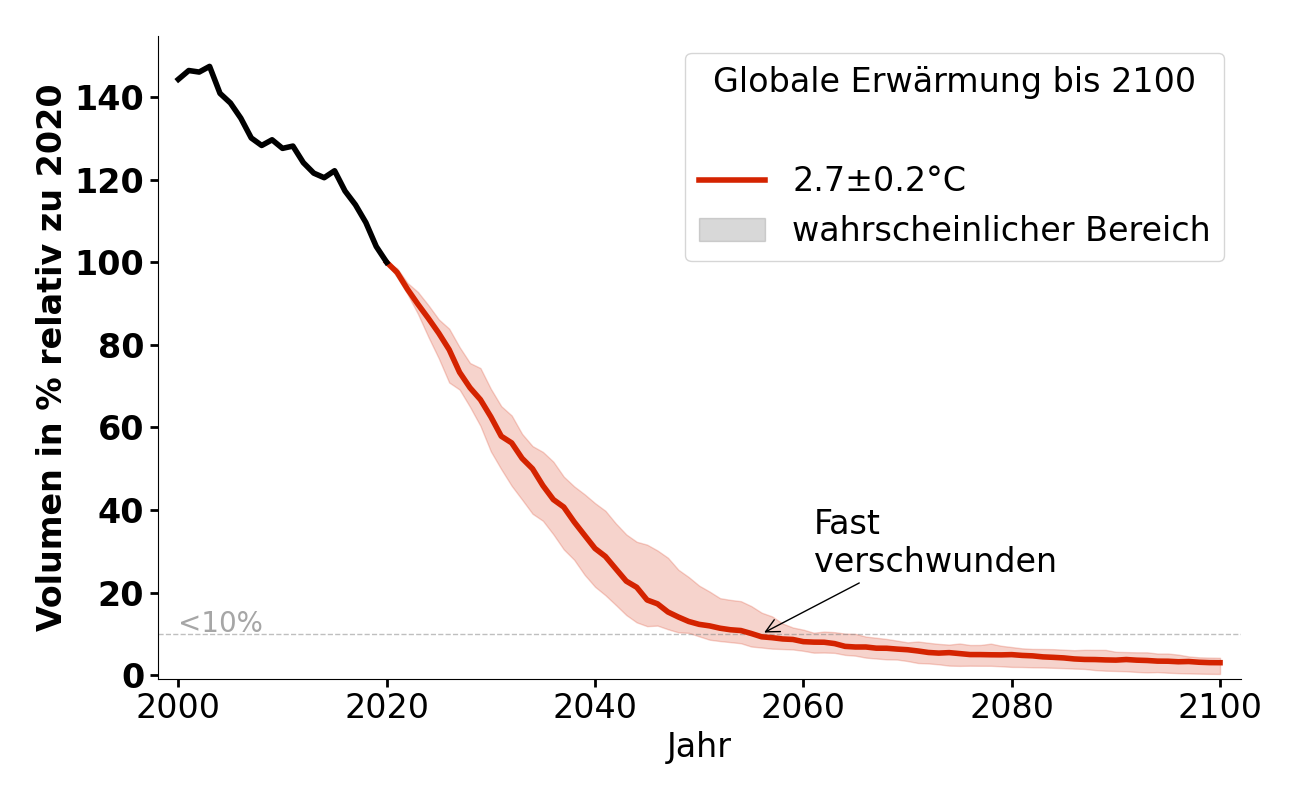 Globale Erwärmung bis 2100
2.7±0.2°C
wahrscheinlicher Bereich
Volumen in % relativ zu 2020
140
120
100
80
60
40
20
0
Fast
verschwunden
<10%
2000 2020 2040 2060 2080 2100
Jahr